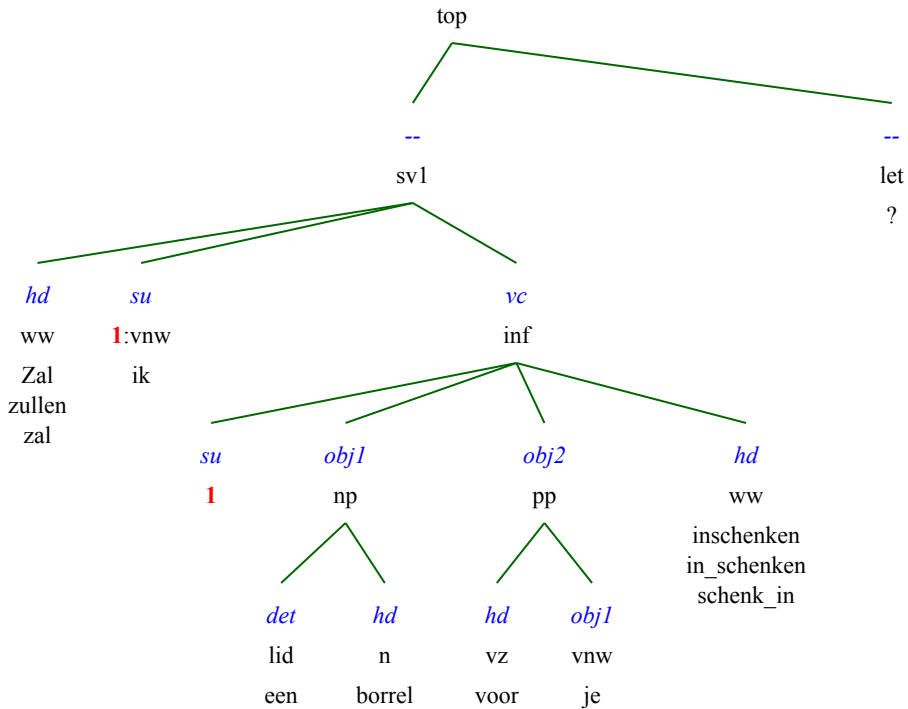 top
-- --
sv1 let
?
hd su vc
ww 1:vnw inf
Zal ik
zullen
zal
su obj1 obj2 hd
1 np pp ww
inschenken
in_schenken
schenk_in
det hd hd obj1
lid n vz vnw
een borrel voor je